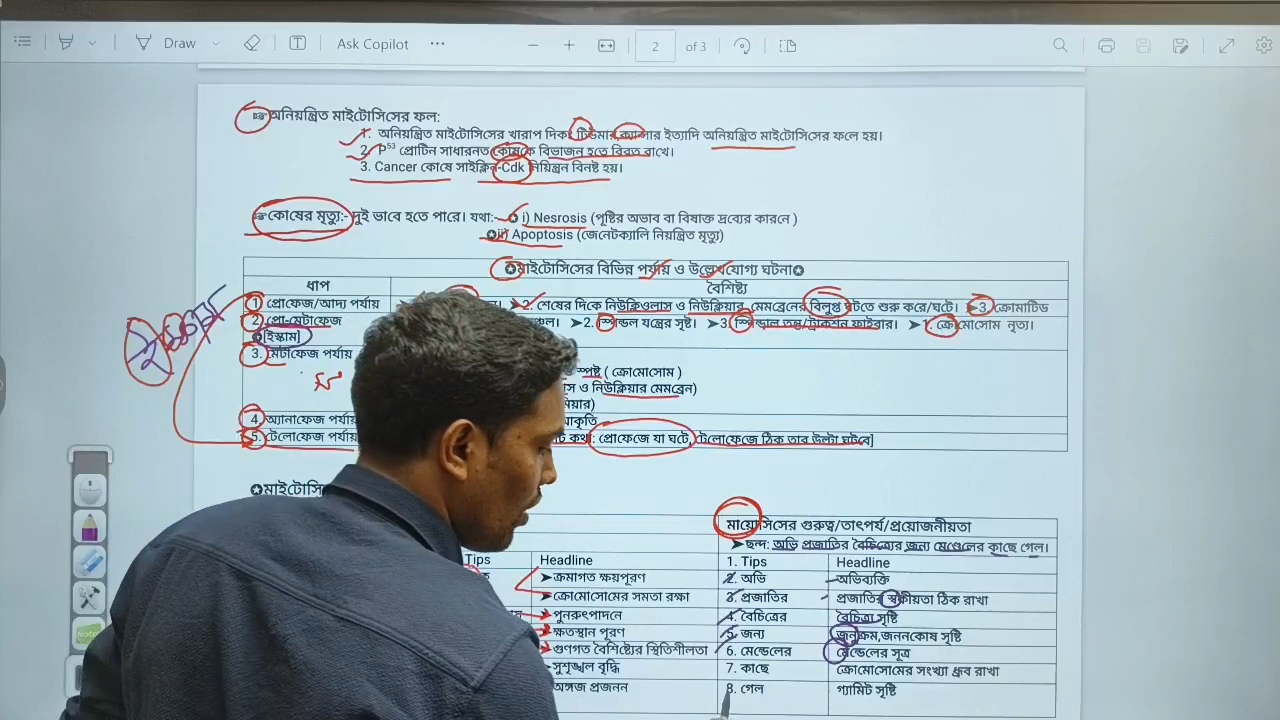 Draw
Ask Copilot
2 of 3
☞অনিয়ন্ত্রিত মাইটোসিসের ফল:
1. অনিয়ন্ত্রিত মাইটোসিসের খারাপ দিক টিউমার ক্যান্সার ইত্যাদি অনিয়ন্ত্রিত মাইটোসিসের ফলে হয়।
2. P⁵³ প্রোটিন সাধারনত কোষকে বিভাজন হতে বিরত রাখে।
3. Cancer কোষে সাইক্লিন-Cdk নিয়িন্ত্রন বিনষ্ট হয়।
☞কোষের মৃত্যু:- দুই ভাবে হতে পারে। যথা:- ✪ i) Nesrosis (পৃষ্টির অভাব বা বিষাক্ত দ্রব্যের কারনে )
✪ii) Apoptosis (জেনেটক্যালি নিয়ন্ত্রিত মৃত্যু)
✪মাইটোসিসের বিভিন্ন পর্যায় ও উল্লেখযোগ্য ঘটনা✪
ধাপ বৈশিষ্ট্য
1 প্রোফেজ/আদ্য পর্যায় ➤2. শেষের দিকে নিউক্লিওলাস ও নিউক্লিয়ার মেমব্রেনের বিলুপ্ত ঘটতে শুরু করে/ঘটে। ➤3. ক্রোমাটিড
2. প্রো-মেটাফেজ ➤2. স্পিন্ডল যন্ত্রের সৃষ্ট। ➤3. স্পিন্ডাল তন্তু/ট্রাকশন ফাইবার। ➤1. ক্রোমোসোম নৃত্য।
✪[হিস্কাম]
3. মেটাফেজ পর্যায়
স্পষ্ট ( ক্রোমোসোম )
ও নিউক্লিয়ার মেমব্রেন)
4. অ্যানাফেজ পর্যায়
5. টেলোফেজ পর্যায় কথা: প্রোফেজে যা ঘটে, টেলোফেজে ঠিক তার উল্টা ঘটবে]
মায়োসিসের গুরুত্ব/তাৎপর্য/প্রয়োজনীয়তা
➤ছন্দ: অভি প্রজাতির বৈচিত্র্যের জন্য মেণ্ডেলের কাছে গেল।
Tips Headline 1. Tips Headline
➤ক্রমাগত ক্ষয়পূরণ 2. অভি অভিব্যক্তি
➤ক্রোমোসোমের সমতা রক্ষা 3. প্রজাতির প্রজাতির স্বকীয়তা ঠিক রাখা
পুনরুৎপাদনে 4. বৈচিত্রের বৈচিত্র্য সৃষ্টি
ক্ষতস্থান পূরণ 5. জন্য জনুক্রম,জননকোষ সৃষ্টি
গুণগত বৈশিষ্ট্যের স্থিতিশীলতা 6. মেন্ডেলের মেন্ডেলের সূত্র
সুশৃঙ্খল বৃদ্ধি 7. কাছে ক্রোমোসোমের সংখ্যা ধ্রুব রাখা
অঙ্গজ প্রজনন 8. গেল গ্যামিট সৃষ্টি